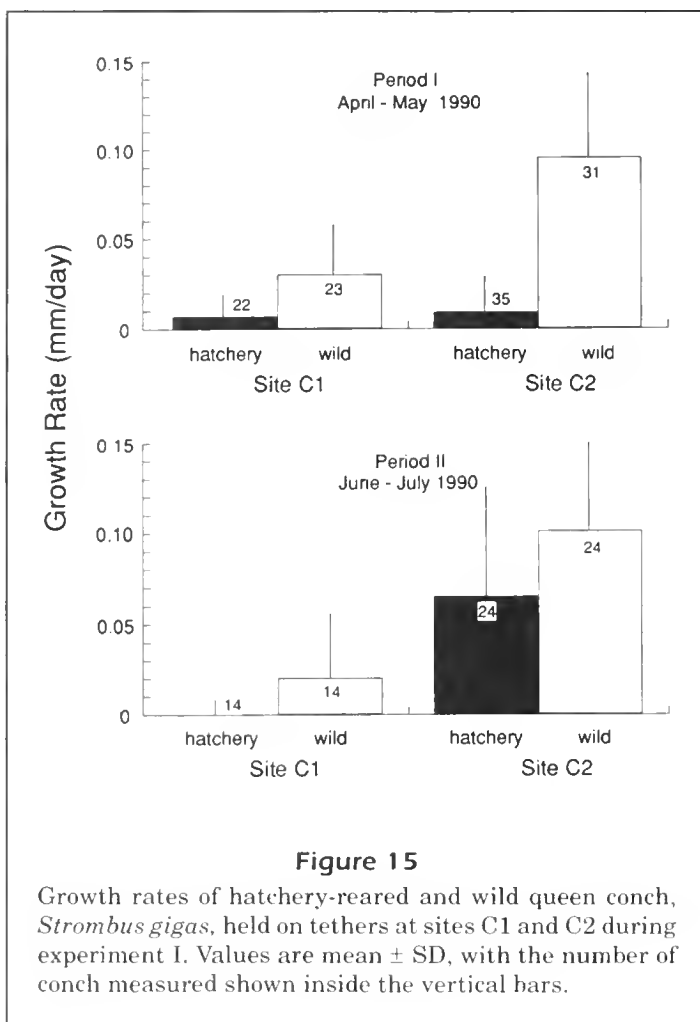 0.15
Period I
April - May 1990
0.10
31
0.05
22
23
35
0
hatchery wild hatchery wild
Site C1 Site C2
Growth Rate (mm/day)
0 15
Period II
June - July 1990
0.10
24
24
0.05
14
14
0
hatchery wild hatchery wild
Site C1 Site C2
Figure 15
Growth rates of hatchery-reared and wild queen conch,
Strombus gigas, held on tethers at sites C1 and C2 during
experiment I. Values are mean ± SD, with the number of
conch measured shown inside the vertical bars.